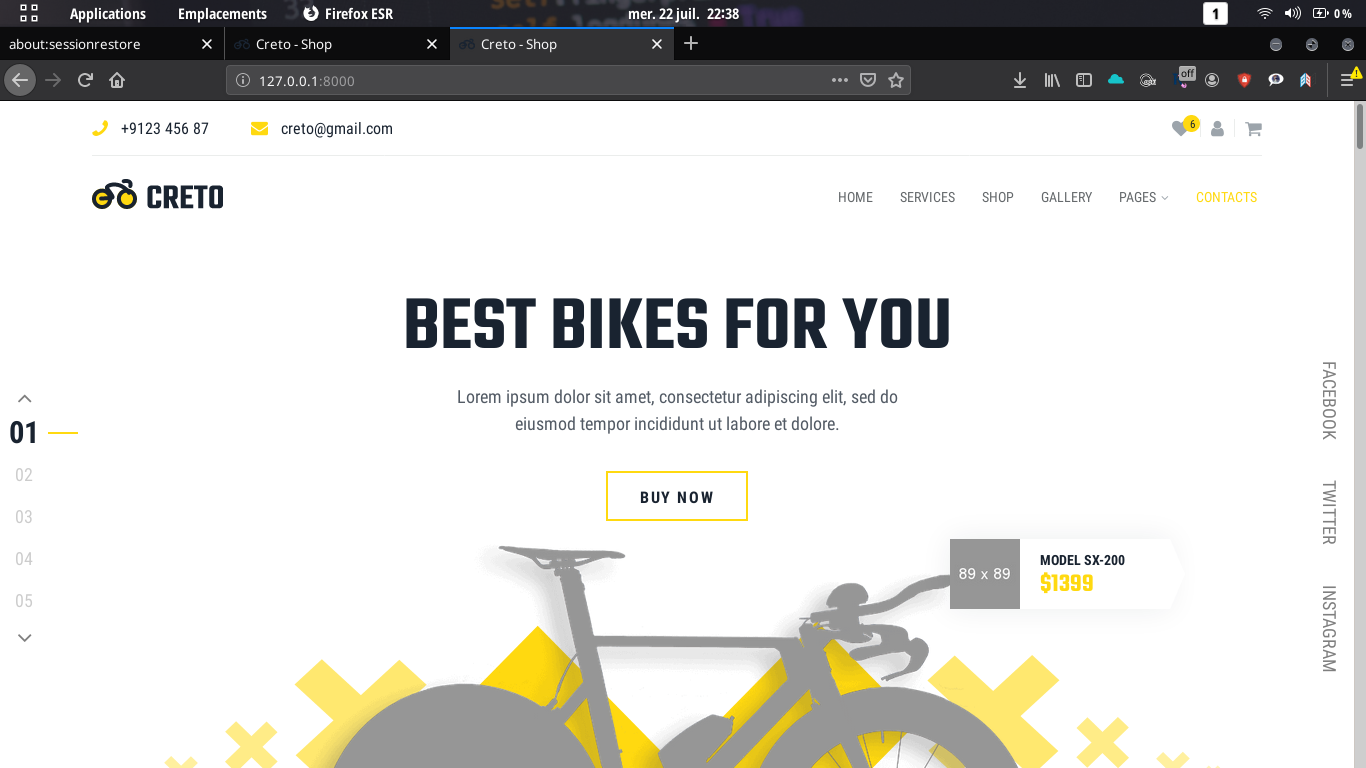 Applications Emplacements Firefox ESR mer. 22 juil. 22:38 1 0 %
about:sessionrestore Creto - Shop Creto - Shop
127.0.0.1:8000 off
+9123 456 87 creto@gmail.com 6
CRETO HOME SERVICES SHOP GALLERY PAGES CONTACTS
BEST BIKES FOR YOU
Lorem ipsum dolor sit amet, consectetur adipiscing elit, sed do
eiusmod tempor incididunt ut labore et dolore.
BUY NOW
01
02
03
04
05
89 x 89
MODEL SX-200
$1399
FACEBOOK
TWITTER
INSTAGRAM